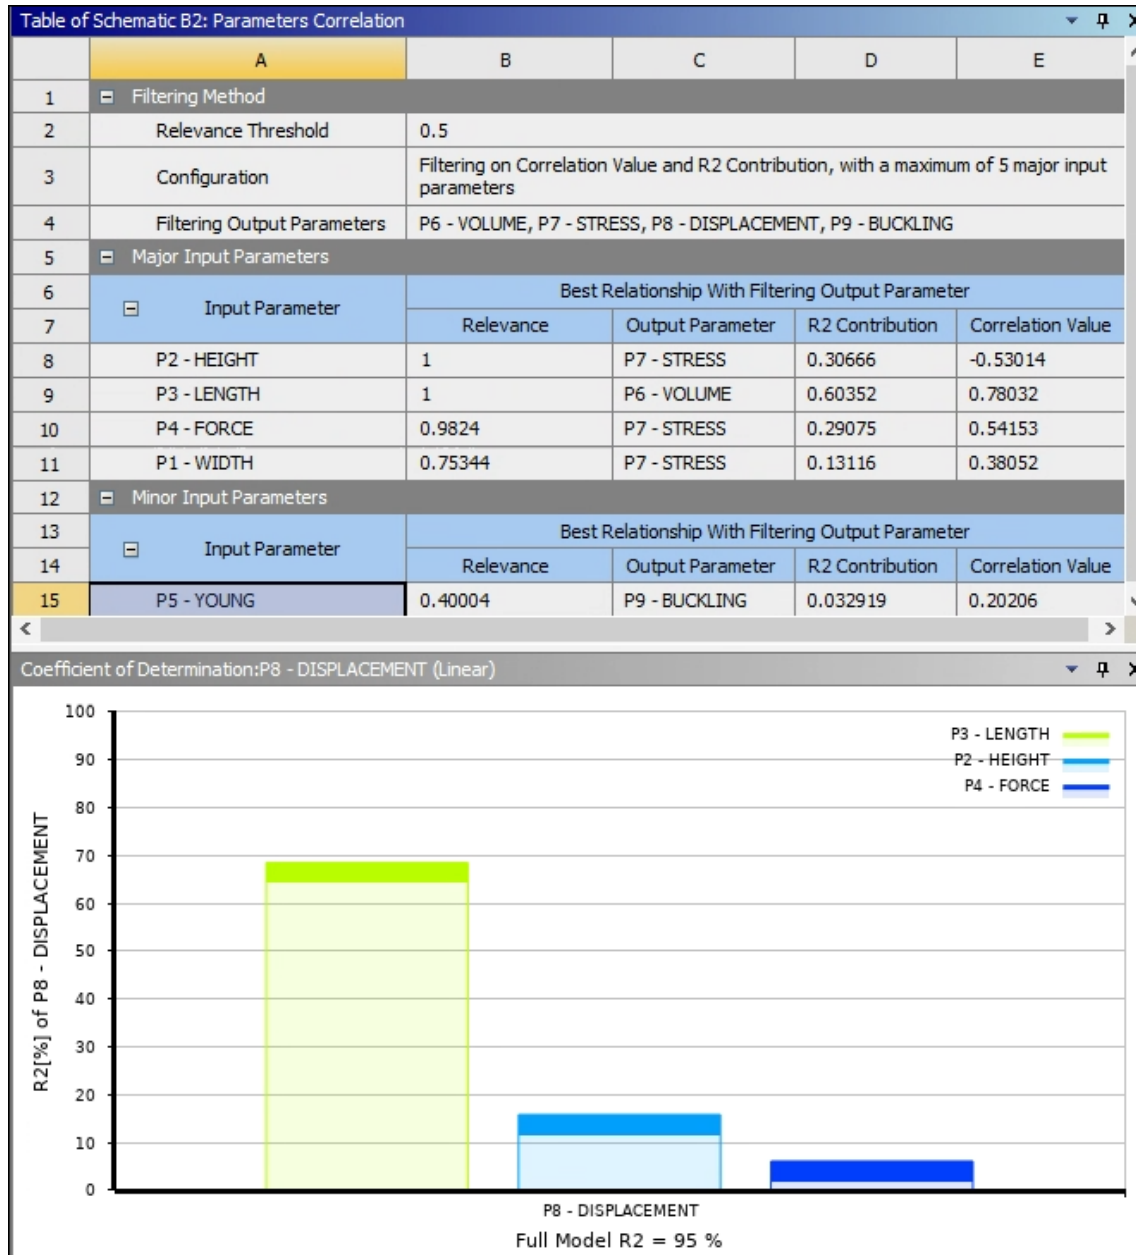 Table of Schematic B2: Parameters Correlation
A B C D E
1 Filtering Method
2 Relevance Threshold 0.5
3 Configuration Filtering on Correlation Value and R2 Contribution, with a maximum of 5 major input
parameters
4 Filtering Output Parameters P6 - VOLUME, P7 - STRESS, P8 - DISPLACEMENT, P9 - BUCKLING
5 Major Input Parameters
6 Input Parameter Best Relationship With Filtering Output Parameter
7 Relevance Output Parameter R2 Contribution Correlation Value
8 P2 - HEIGHT 1 P7 - STRESS 0.30666 -0.53014
9 P3 - LENGTH 1 P6 - VOLUME 0.60352 0.78032
10 P4 - FORCE 0.9824 P7 - STRESS 0.29075 0.54153
11 P1 - WIDTH 0.75344 P7 - STRESS 0.13116 0.38052
12 Minor Input Parameters
13 Input Parameter Best Relationship With Filtering Output Parameter
14 Relevance Output Parameter R2 Contribution Correlation Value
15 P5 - YOUNG 0.40004 P9 - BUCKLING 0.032919 0.20206
Coefficient of Determination:P8 - DISPLACEMENT (Linear)
R2[%] of P8 - DISPLACEMENT
100
90
80
70
60
50
40
30
20
10
0
P3 - LENGTH
P2 - HEIGHT
P4 - FORCE
P8 - DISPLACEMENT
Full Model R2 = 95 %